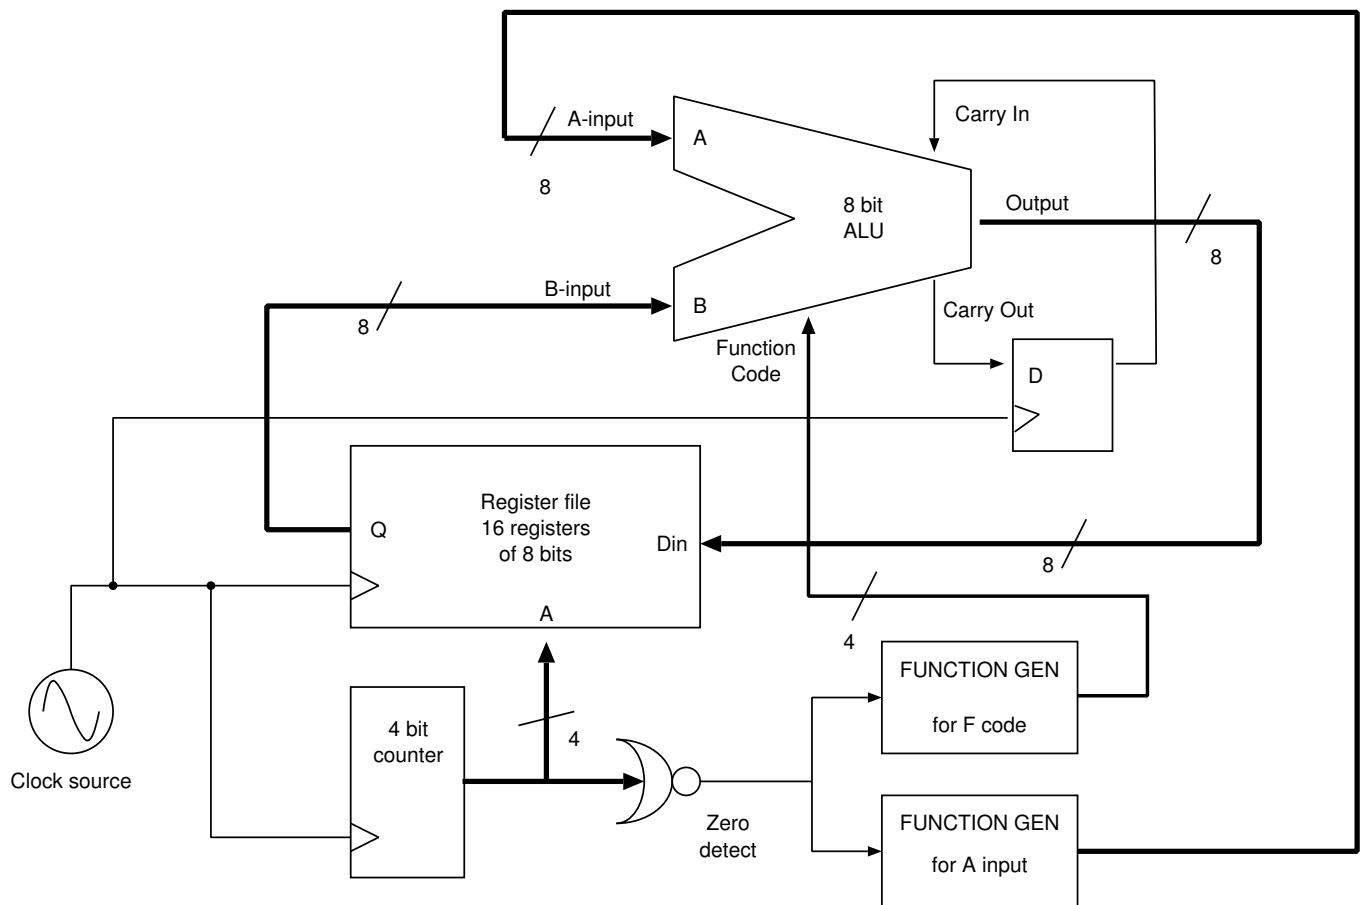 A-input
8
A
Carry In
8 bit
ALU
Output
8
B-input
8
B
Carry Out
Function
Code
D
Register file
16 registers
of 8 bits
Q
Din
8
A
4
FUNCTION GEN
for F code
4 bit
counter
4
Clock source
Zero
detect
FUNCTION GEN
for A input